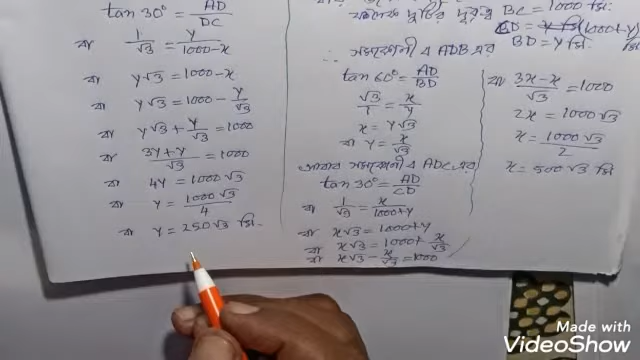 tan 30° = AD/DC
বা 1/√3 = y/(1000-x)
বা y√3 = 1000-x
বা y√3 = 1000 - y/√3
বা y√3 + y/√3 = 1000
বা (3y+y)/√3 = 1000
বা 4y = 1000√3
বা y = 1000√3/4
বা y = 250√3 মি.
BC = 1000 মি.
BD = y মি.
∴ সমকোণী Δ ADB এর
tan 60° = AD/BD
√3/1 = x/y
x = y√3
বা y = x/√3
আবার সমকোণী Δ ADC এর
tan 30° = AD/CD
বা 1/√3 = x/(1000+y)
বা x√3 = 1000+y
বা x√3 = 1000 + x/√3
বা x√3 - x/√3 = 1000
বা (3x-x)/√3 = 1000
2x = 1000√3
x = 1000√3/2
x = 500√3 মি
Made with
VideoShow